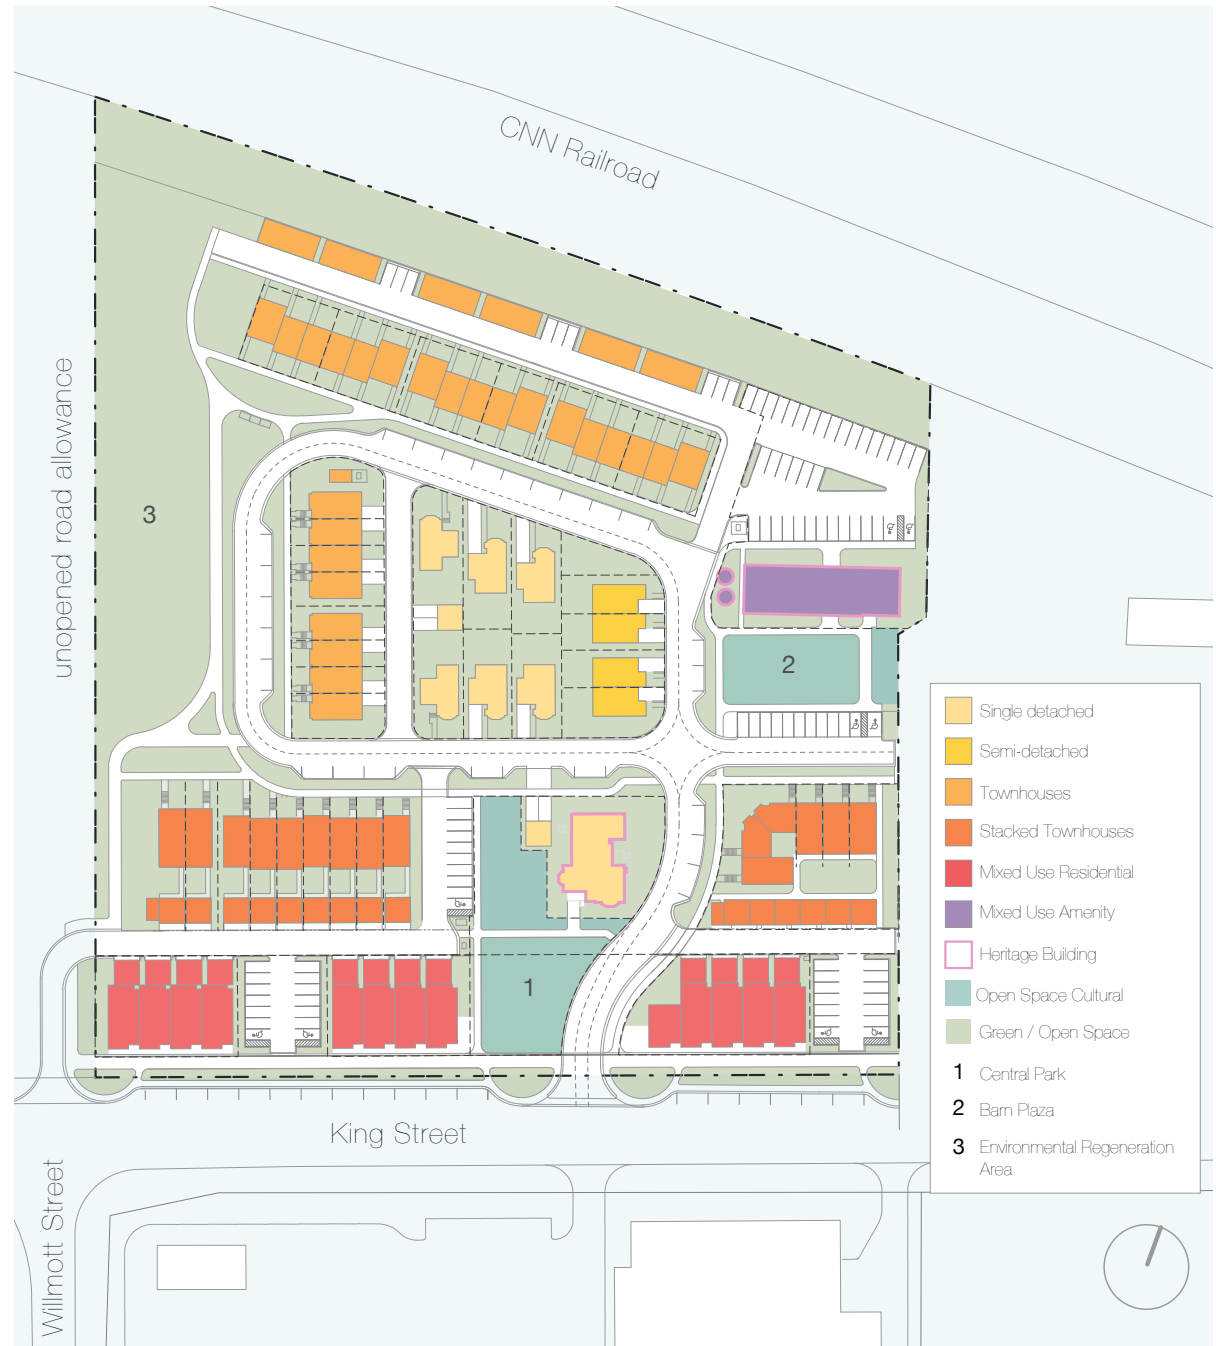 CNN Railroad
unopened road allowance
3
2
1
King Street
Willmott Street
Single detached
Semi-detached
Townhouses
Stacked Townhouses
Mixed Use Residential
Mixed Use Amenity
Heritage Building
Open Space Cultural
Green / Open Space
1 Central Park
2 Barn Plaza
3 Environmental Regeneration
Area